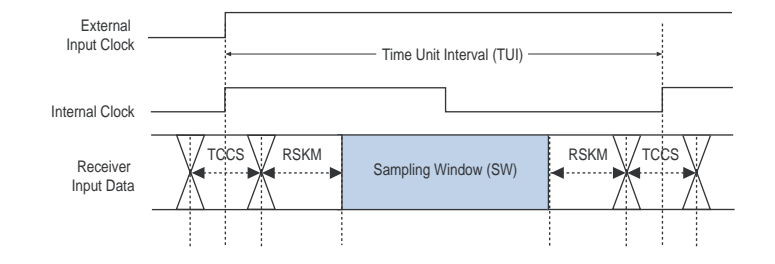 External
Input Clock
Time Unit Interval (TUI)
Internal Clock
Receiver
Input Data
TCCS
RSKM
Sampling Window (SW)
RSKM
TCCS